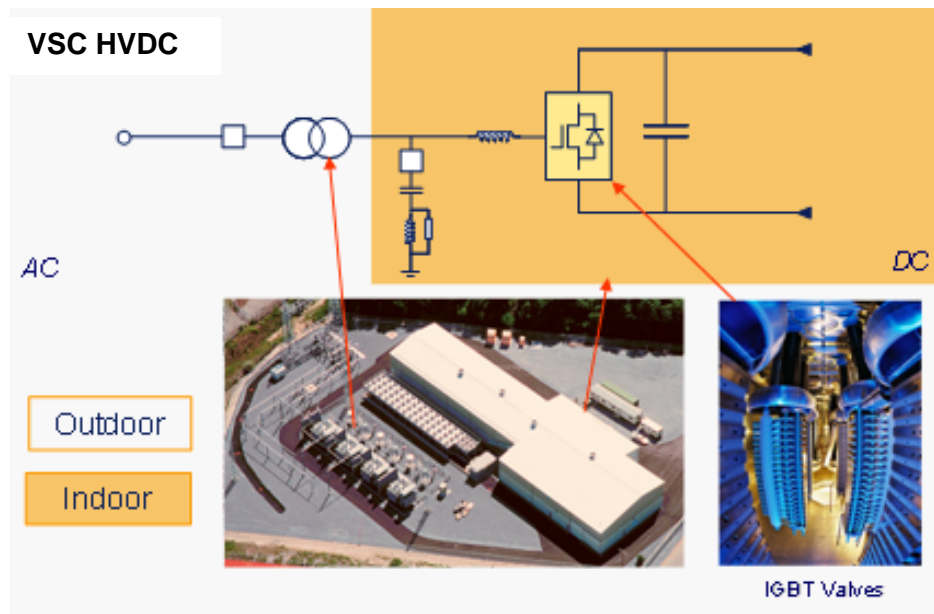 VSC HVDC
AC
DC
Outdoor
Indoor
IGBT Valves